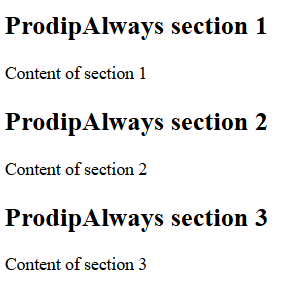 ProdipAlways section 1
Content of section 1
ProdipAlways section 2
Content of section 2
ProdipAlways section 3
Content of section 3